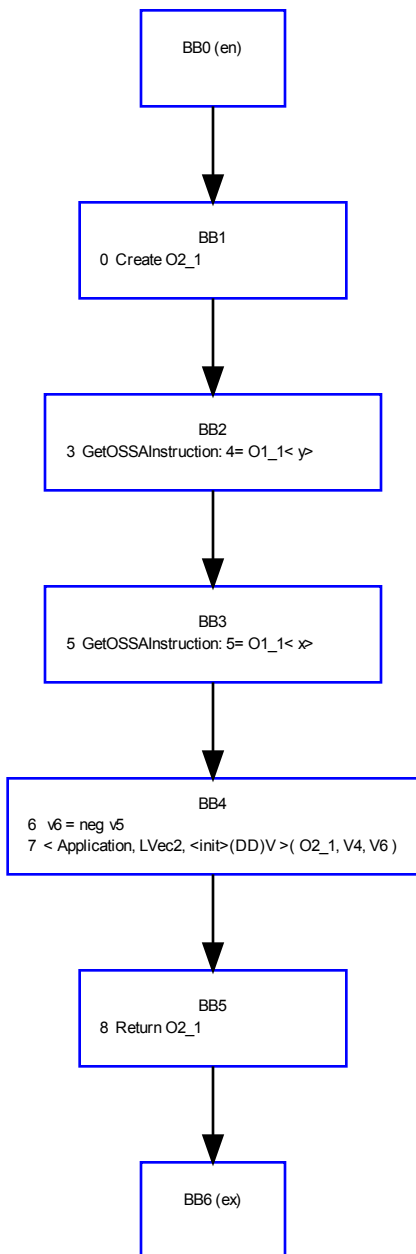 BB0 (en)
BB1
0 Create O2_1
BB2
3 GetOSSAInstruction: 4= O1_1< y>
BB3
5 GetOSSAInstruction: 5= O1_1< x>
BB4
6 v6 = neg v5
7 < Application, LVec2, <init>(DD)V >( O2_1, V4, V6 )
BB5
8 Return O2_1
BB6 (ex)